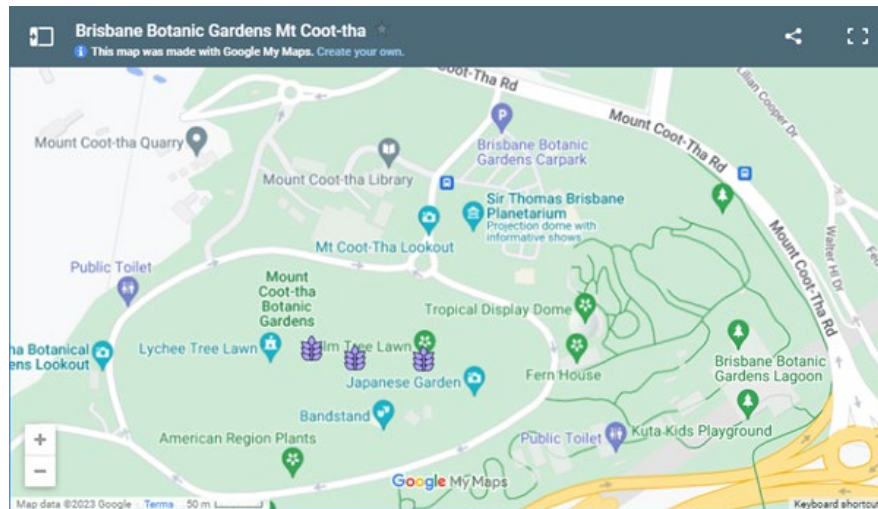 Brisbane Botanic Gardens Mt Coot-tha
This map was made with Google My Maps. Create your own.
Coot-Tha Rd
Lillian Cooper Dr
Mount Coot-tha Quarry
P
Brisbane Botanic
Gardens Carpark
Mount Coot-Tha Rd
Mount Coot-tha Library
Sir Thomas Brisbane
Planetarium
Projection dome with
informative shows
Mt Coot-Tha Lookout
Walter Hl Dr
Mount Coot-Tha Rd
Public Toilet
Mount
Coot-tha
Botanic
Gardens
Tropical Display Dome
ha Botanical
ens Lookout
Lychee Tree Lawn
lm Tree Lawn
Japanese Garden
Fern House
Brisbane Botanic
Gardens Lagoon
Bandstand
American Region Plants
Public Toilet
Kuta Kids Playground
+
−
Google My Maps
Map data ©2023 Google
Terms
50 m
Keyboard shortcut